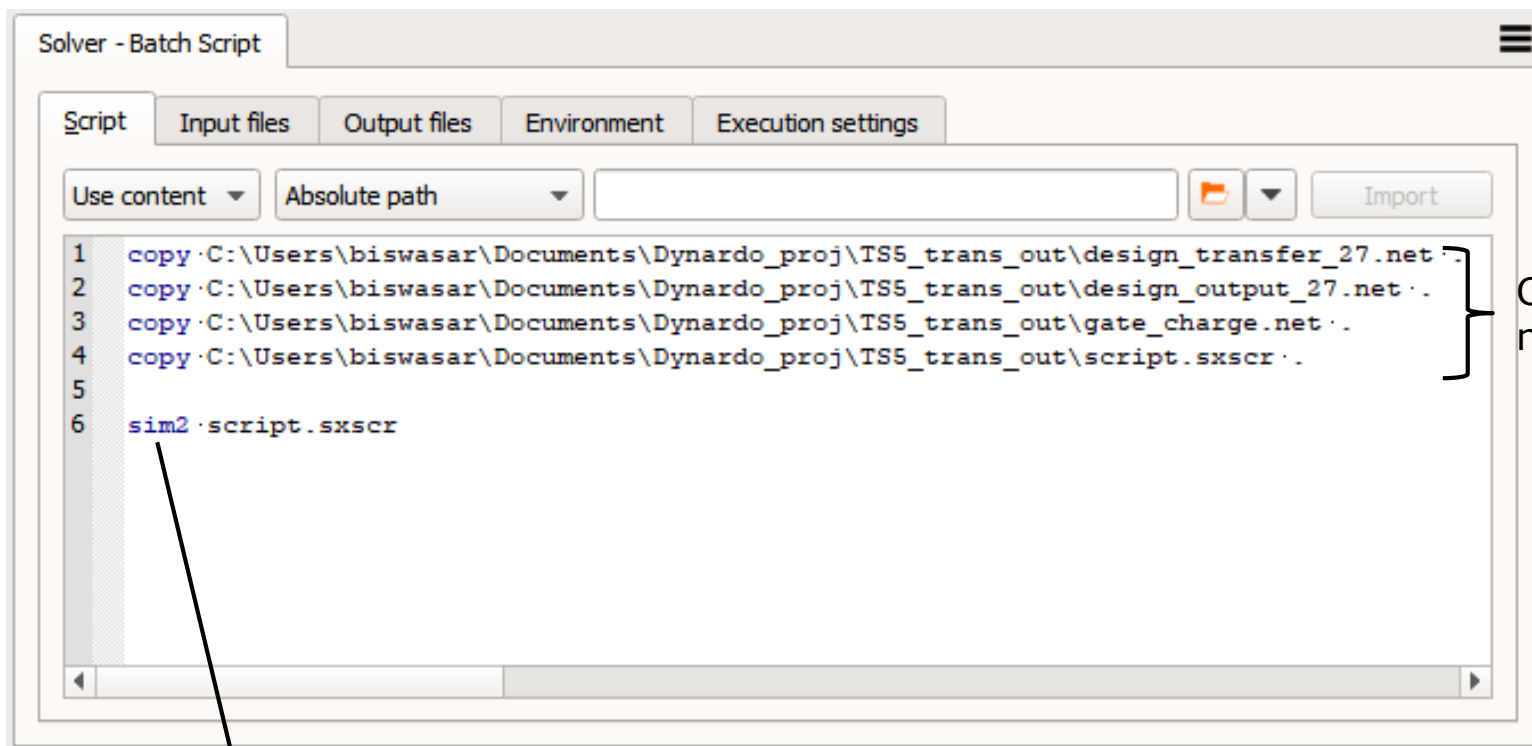 Solver - Batch Script
Script Input files Output files Environment Execution settings
Use content Absolute path Import
1 copy·C:\Users\biswasar\Documents\Dynardo_proj\TS5_trans_out\design_transfer_27.net·.
2 copy·C:\Users\biswasar\Documents\Dynardo_proj\TS5_trans_out\design_output_27.net·.
3 copy·C:\Users\biswasar\Documents\Dynardo_proj\TS5_trans_out\gate_charge.net·.
4 copy·C:\Users\biswasar\Documents\Dynardo_proj\TS5_trans_out\script.sxscr·.
5
6 sim2·script.sxscr